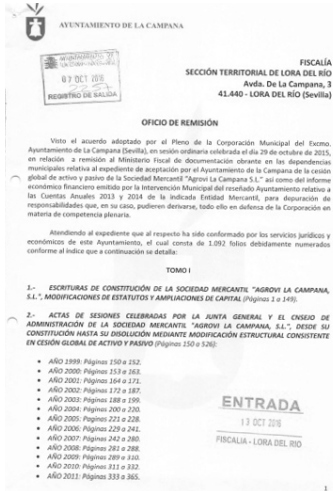 AYUNTAMIENTO DE LA CAMPANA
07 OCT 2016
REGISTRO DE SALIDA
FISCALÍA
SECCIÓN TERRITORIAL DE LORA DEL RÍO
Avda. De La Campana, 3
41.440 - LORA DEL RÍO (Sevilla)
OFICIO DE REMISIÓN
Visto el acuerdo adoptado por el Pleno de la Corporación Municipal del Excmo.
Ayuntamiento de La Campana (Sevilla), en sesión ordinaria celebrada el día 29 de octubre de 2015,
en relación a remisión al Ministerio Fiscal de documentación obrante en las dependencias
municipales relativa al expediente de aceptación por el Ayuntamiento de La Campana de la cesión
global de activo y pasivo de la Sociedad Mercantil "Agrovi La Campana S.L." así como del informe
económico financiero emitido por la Intervención Municipal del reseñado Ayuntamiento relativo a
las Cuentas Anuales 2013 y 2014 de la indicada Entidad Mercantil, para depuración de
responsabilidades que, en su caso, pudieren derivarse, todo ello en defensa de la Corporación en
materia de competencia plenaria.
Atendiendo al expediente que al respecto ha sido conformado por los servicios jurídicos y
económicos de este Ayuntamiento, el cual consta de 1.092 folios debidamente numerados
conforme al índice que a continuación se detalla:
TOMO I
1.- ESCRITURAS DE CONSTITUCIÓN DE LA SOCIEDAD MERCANTIL "AGROVI LA CAMPANA,
S.L.", MODIFICACIONES DE ESTATUTOS Y AMPLIACIONES DE CAPITAL (Páginas 1 a 149).
2.- ACTAS DE SESIONES CELEBRADAS POR LA JUNTA GENERAL Y EL CNSEJO DE
ADMINISTRACIÓN DE LA SOCIEDAD MERCANTIL "AGROVI LA CAMPANA, S.L.", DESDE SU
CONSTITUCIÓN HASTA SU DISOLUCIÓN MEDIANTE MODIFICACIÓN ESTRUCTURAL CONSISTENTE
EN CESIÓN GLOBAL DE ACTIVO Y PASIVO (Páginas 150 a 526):
• AÑO 1999: Páginas 150 a 152.
• AÑO 2000: Páginas 153 a 163.
• AÑO 2001: Páginas 164 a 171.
• AÑO 2002: Páginas 172 a 187.
• AÑO 2003: Páginas 188 a 199.
• AÑO 2004: Páginas 200 a 220.
• AÑO 2005: Páginas 221 a 228.
• AÑO 2006: Páginas 229 a 241.
• AÑO 2007: Páginas 242 a 280.
• AÑO 2008: Páginas 281 a 288.
• AÑO 2009: Páginas 289 a 310.
• AÑO 2010: Páginas 311 a 332.
• AÑO 2011: Páginas 333 a 365.
ENTRADA
13 OCT 2016
FISCALIA - LORA DEL RIO
1